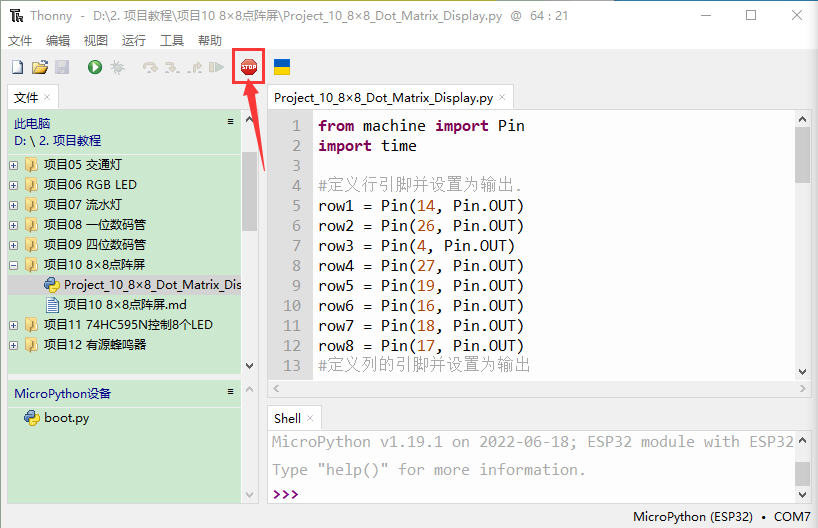 Thonny - D:\2. 项目教程\项目10 8×8点阵屏\Project_10_8×8_Dot_Matrix_Display.py @ 64 : 21
文件 编辑 视图 运行 工具 帮助
STOP
文件 ×
此电脑
D: \ 2. 项目教程
项目05 交通灯
项目06 RGB LED
项目07 流水灯
项目08 一位数码管
项目09 四位数码管
项目10 8×8点阵屏
Project_10_8×8_Dot_Matrix_Dis
项目10 8×8点阵屏.md
项目11 74HC595N控制8个LED
项目12 有源蜂鸣器
MicroPython设备
boot.py
Project_10_8×8_Dot_Matrix_Display.py ×
1 from machine import Pin
2 import time
3
4 #定义行引脚并设置为输出.
5 row1 = Pin(14, Pin.OUT)
6 row2 = Pin(26, Pin.OUT)
7 row3 = Pin(4, Pin.OUT)
8 row4 = Pin(27, Pin.OUT)
9 row5 = Pin(19, Pin.OUT)
10 row6 = Pin(16, Pin.OUT)
11 row7 = Pin(18, Pin.OUT)
12 row8 = Pin(17, Pin.OUT)
13 #定义列的引脚并设置为输出
Shell ×
MicroPython v1.19.1 on 2022-06-18; ESP32 module with ESP32
Type "help()" for more information.
>>>
MicroPython (ESP32) • COM7